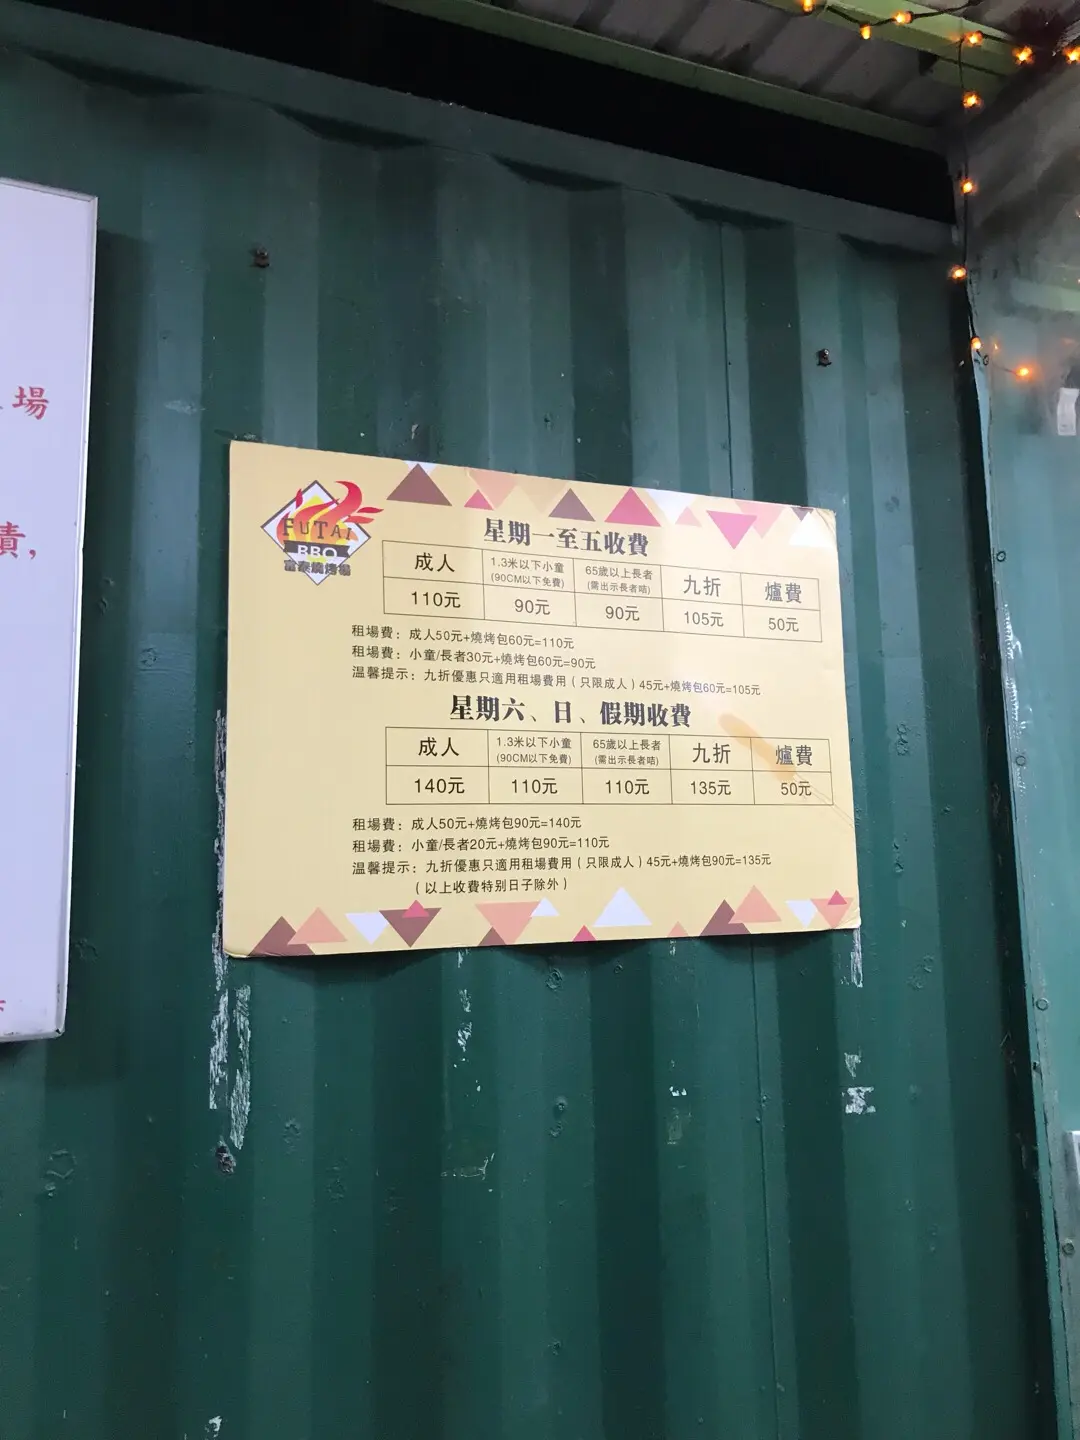 場
責,
FUTAI
BBQ
富泰燒烤場
星期一至五收費
成人 1.3米以下小童 (90CM以下免費) 65歲以上長者 (需出示長者咭) 九折 爐費
110元 90元 90元 105元 50元
租場費：成人50元+燒烤包60元=110元
租場費：小童/長者30元+燒烤包60元=90元
溫馨提示：九折優惠只適用租場費用（只限成人）45元+燒烤包60元=105元
星期六、日、假期收費
成人 1.3米以下小童 (90CM以下免費) 65歲以上長者 (需出示長者咭) 九折 爐費
140元 110元 110元 135元 50元
租場費：成人50元+燒烤包90元=140元
租場費：小童/長者20元+燒烤包90元=110元
溫馨提示：九折優惠只適用租場費用（只限成人）45元+燒烤包90元=135元
（以上收費特别日子除外）